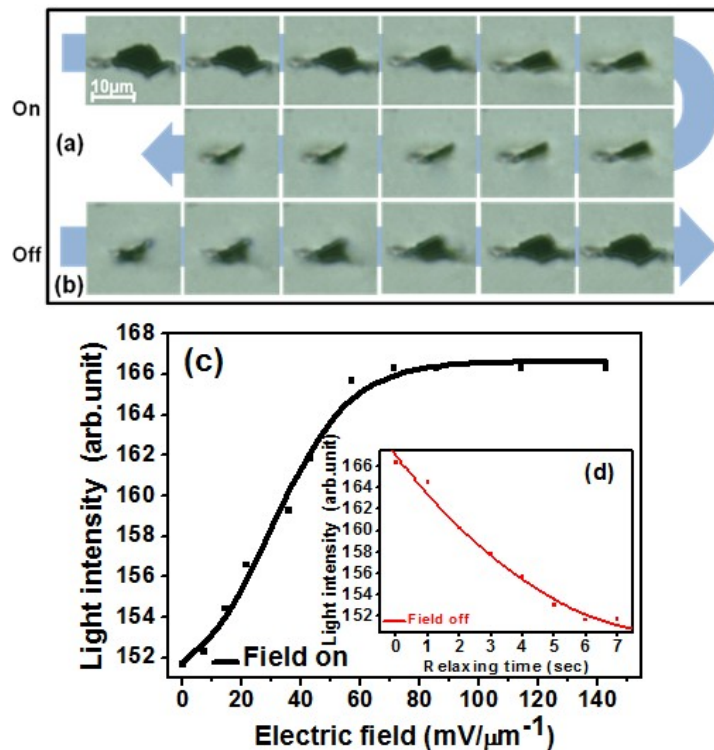 10µm
On
(a)
Off
(b)
168
166
164
162
160
158
156
154
152
Light intensity (arb.unit)
(c)
Field on
0 20 40 60 80 100 120 140
Electric field (mV/µm⁻¹)
166
164
162
160
158
156
154
152
Light intensity (arb.unit)
(d)
Field off
0 1 2 3 4 5 6 7
Relaxing time (sec)